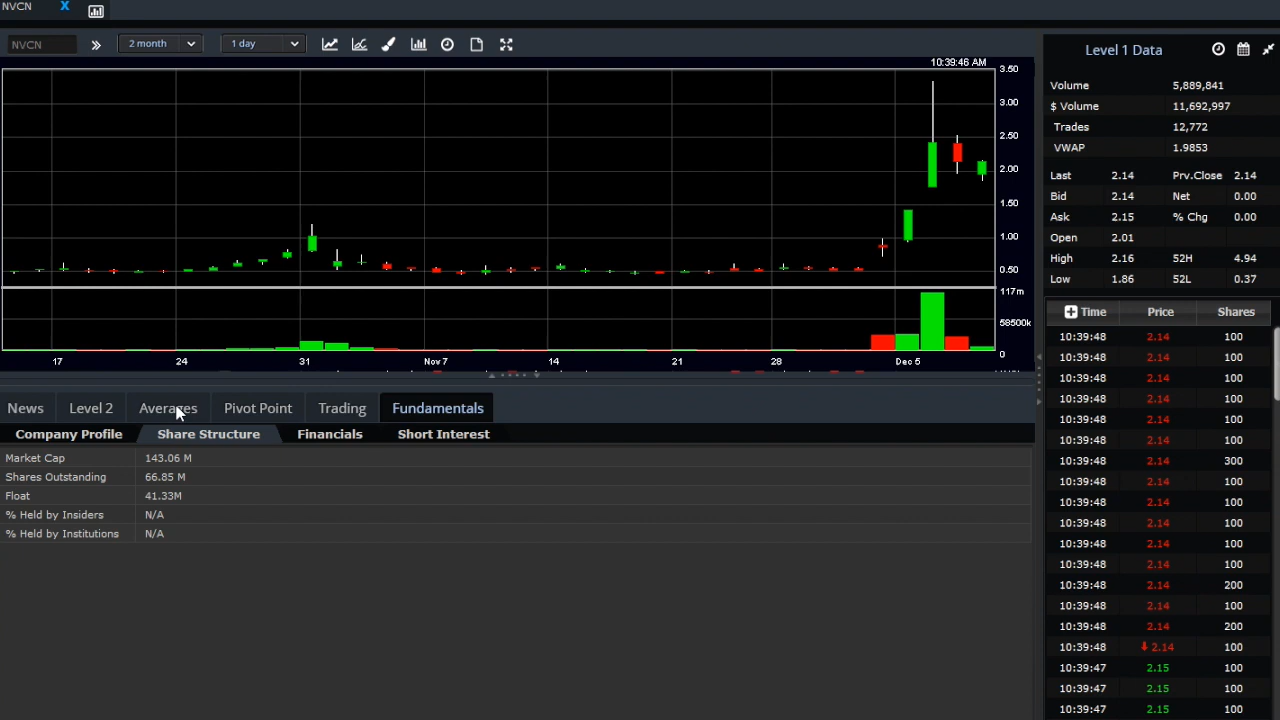 NVCN X
NVCN 2 month 1 day
10:39:46 AM
3.50
3.00
2.50
2.00
1.50
1.00
0.50
117m
58500k
0
17 24 31 Nov 7 14 21 28 Dec 5
News Level 2 Averages Pivot Point Trading Fundamentals
Company Profile Share Structure Financials Short Interest
Market Cap 143.06 M
Shares Outstanding 66.85 M
Float 41.33M
% Held by Insiders N/A
% Held by Institutions N/A
Level 1 Data
Volume 5,889,841
$ Volume 11,692,997
Trades 12,772
VWAP 1.9853
Last 2.14 Prv.Close 2.14
Bid 2.14 Net 0.00
Ask 2.15 % Chg 0.00
Open 2.01
High 2.16 52H 4.94
Low 1.86 52L 0.37
Time Price Shares
10:39:48 2.14 100
10:39:48 2.14 100
10:39:48 2.14 100
10:39:48 2.14 100
10:39:48 2.14 100
10:39:48 2.14 100
10:39:48 2.14 300
10:39:48 2.14 100
10:39:48 2.14 100
10:39:48 2.14 100
10:39:48 2.14 100
10:39:48 2.14 100
10:39:48 2.14 200
10:39:48 2.14 100
10:39:48 2.14 200
10:39:48 2.14 100
10:39:47 2.15 100
10:39:47 2.15 100
10:39:47 2.15 100